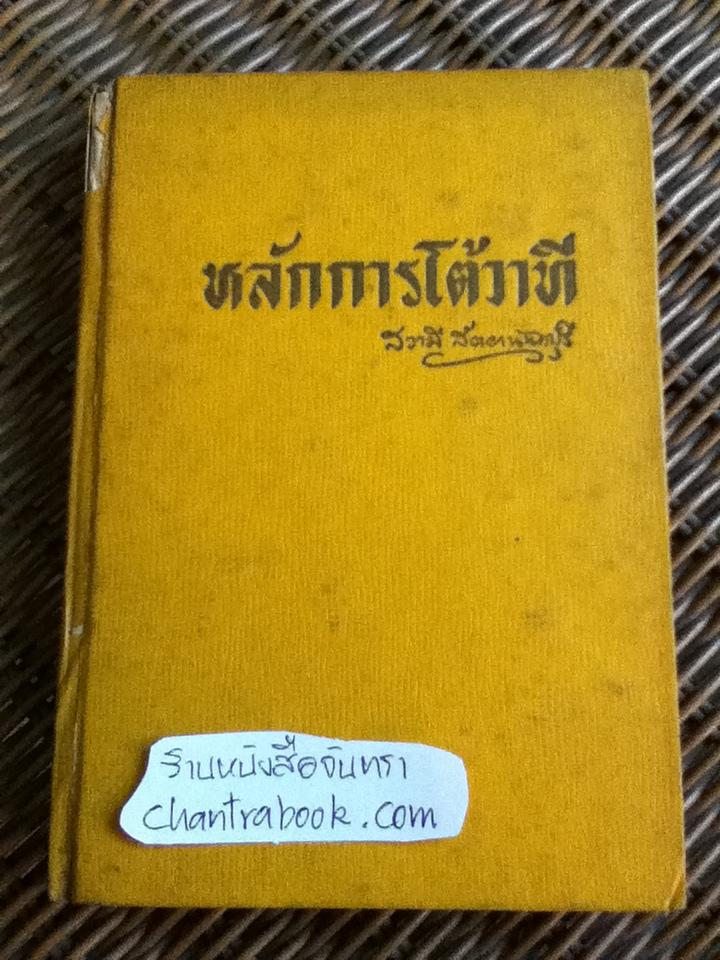 หลักการโต้วาที
สวามี สัตยานันทปุรี
ร้านหนังสือจันทรา
chantrabook.com